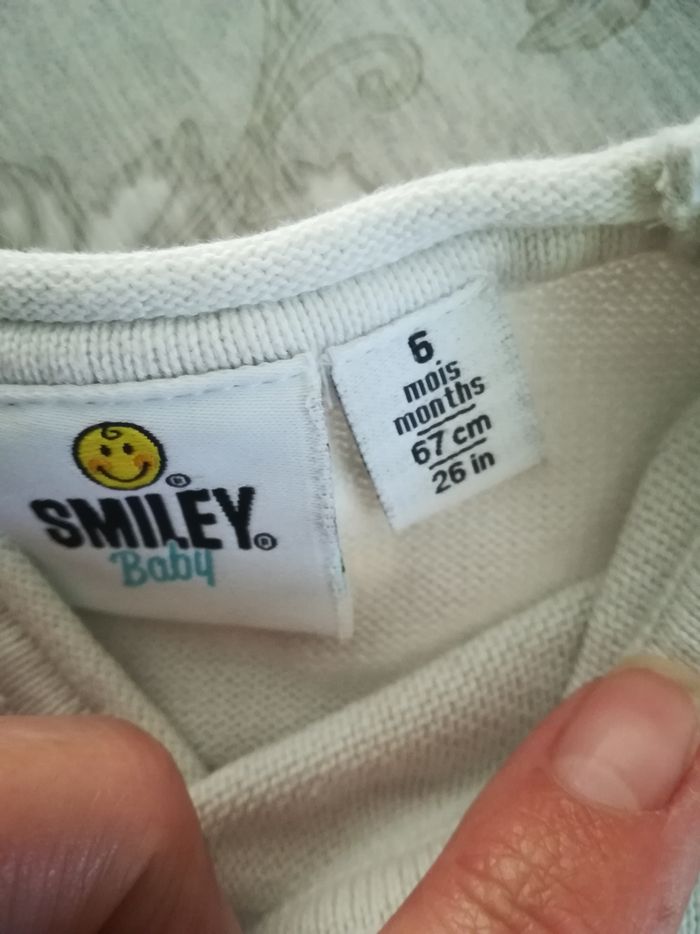 ®
SMILEY®
Baby
6
mois
months
67 cm
26 in